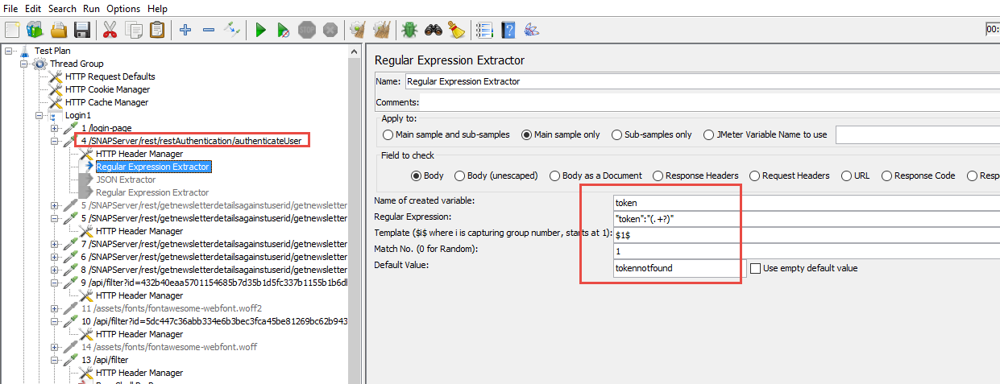 File Edit Search Run Options Help
00:
Test Plan
Thread Group
HTTP Request Defaults
HTTP Cookie Manager
HTTP Cache Manager
Login1
1 /login-page
4 /SNAPServer/rest/restAuthentication/authenticateUser
HTTP Header Manager
Regular Expression Extractor
JSON Extractor
Regular Expression Extractor
5 /SNAPServer/rest/getnewsletterdetailsagainstuserid/getnewsletter
5 /SNAPServer/rest/getnewsletterdetailsagainstuserid/getnewsletter
HTTP Header Manager
7 /SNAPServer/rest/getnewsletterdetailsagainstuserid/getnewsletter
6 /SNAPServer/rest/getnewsletterdetailsagainstuserid/getnewsletter
8 /SNAPServer/rest/getnewsletterdetailsagainstuserid/getnewsletter
9 /api/filter?id=432b40eaa5701154685b7d35b1d5fc337b1155b1b6dl
HTTP Header Manager
11 /assets/fonts/fontawesome-webfont.woff2
10 /api/filter?id=5dc447c36abb334e6b3bec3fca45be81269bc62b943
HTTP Header Manager
14 /assets/fonts/fontawesome-webfont.woff
13 /api/filter
HTTP Header Manager
Regular Expression Extractor
Name: Regular Expression Extractor
Comments:
Apply to:
Main sample and sub-samples Main sample only Sub-samples only JMeter Variable Name to use
Field to check
Body Body (unescaped) Body as a Document Response Headers Request Headers URL Response Code Resp
Name of created variable: token
Regular Expression: "token":"(.+?)"
Template ($i$ where i is capturing group number, starts at 1): $1$
Match No. (0 for Random): 1
Default Value: tokennotfound Use empty default value